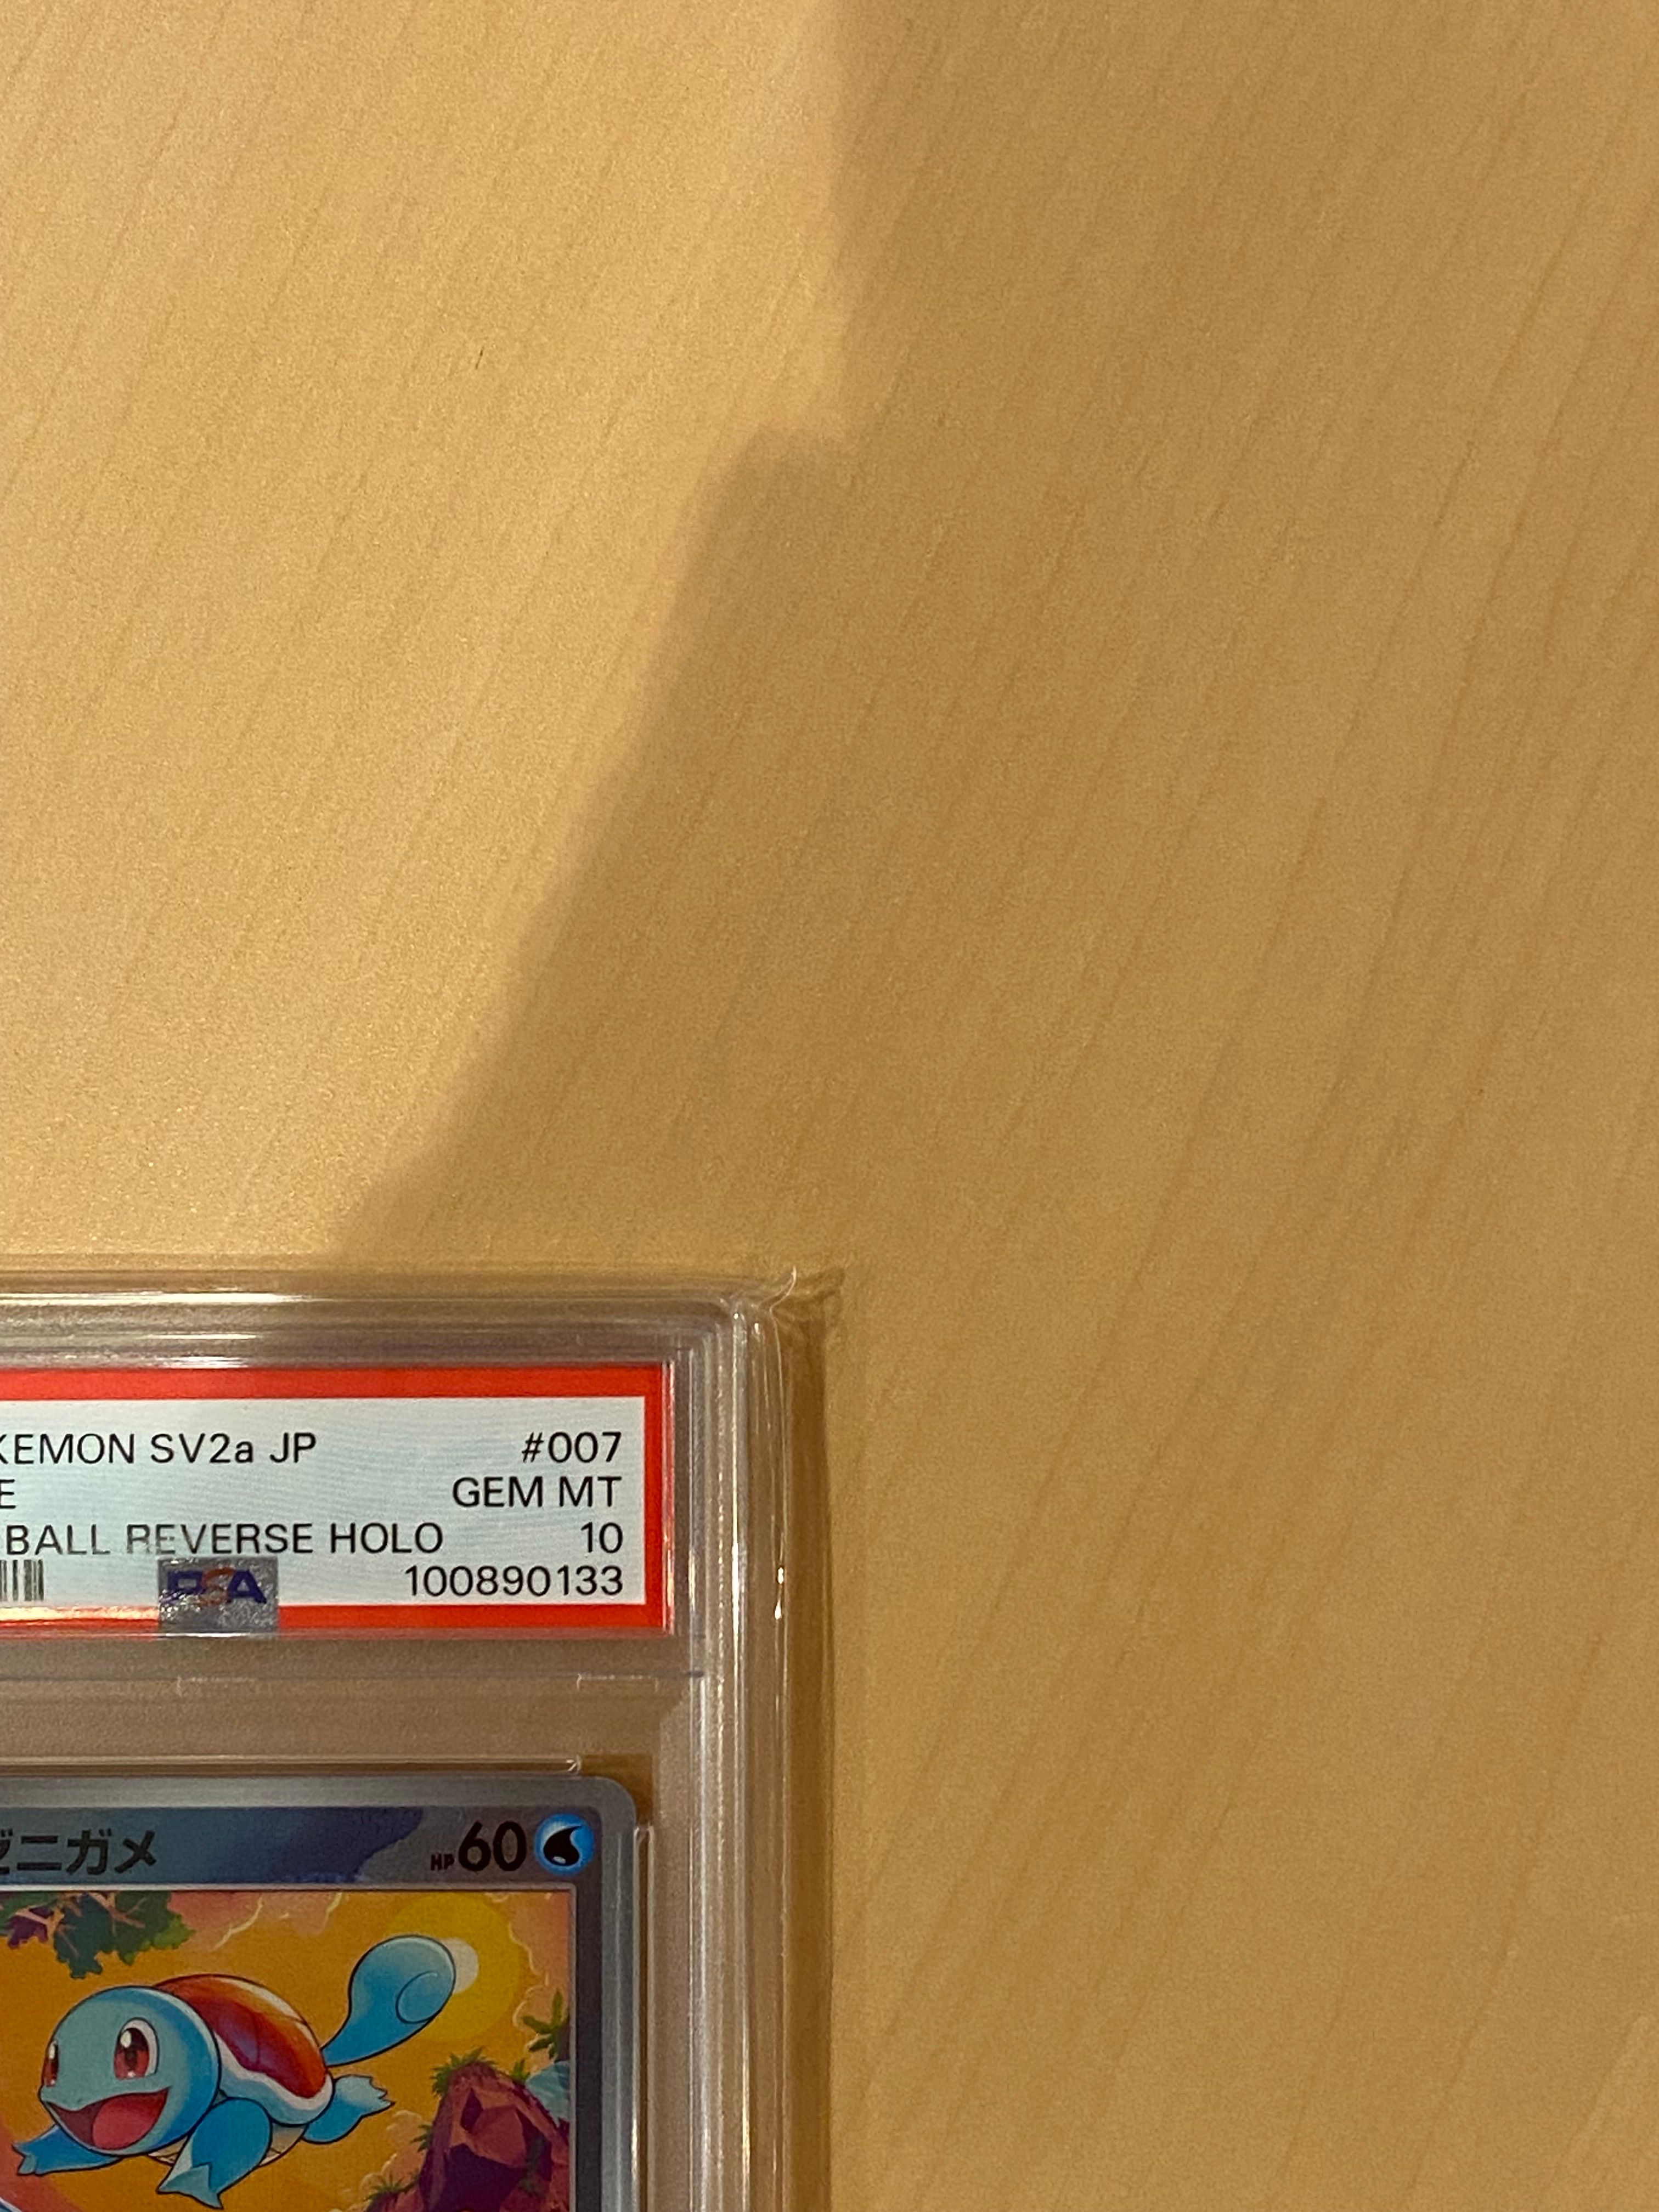 KEMON SV2a JP #007
E GEM MT
BALL REVERSE HOLO 10
PSA 100890133
ゼニガメ HP60